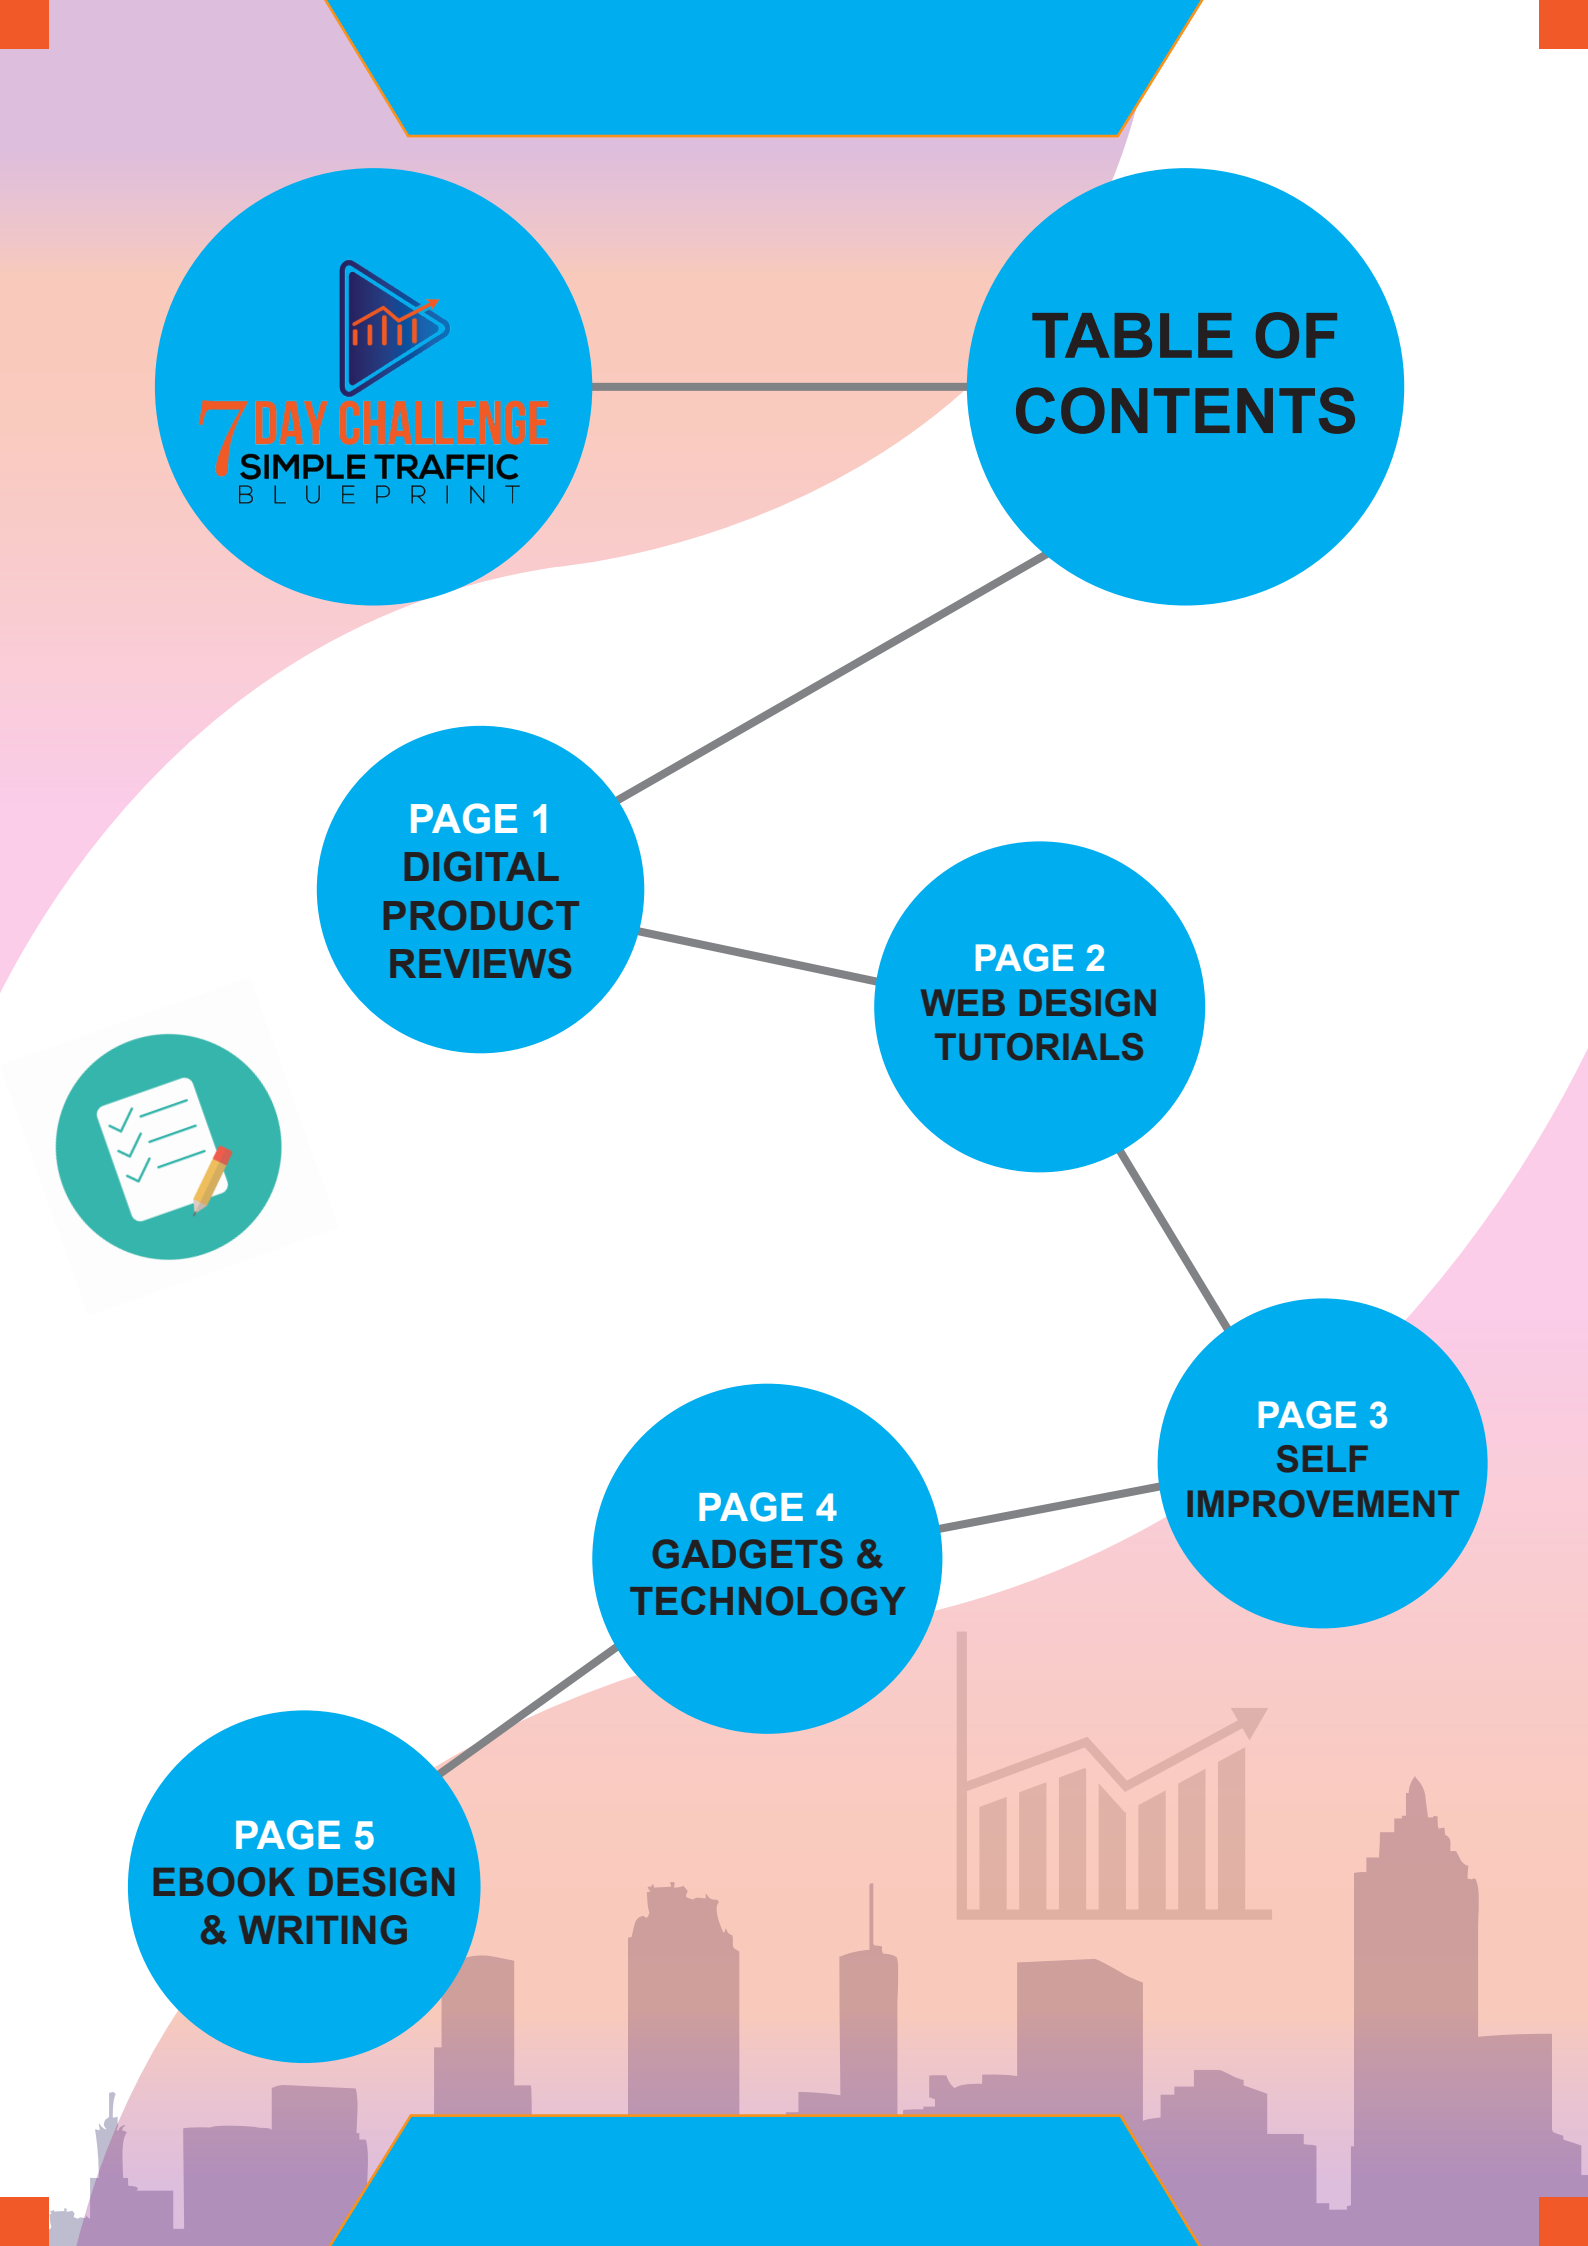 7 DAY CHALLENGE
SIMPLE TRAFFIC
BLUEPRINT
TABLE OF
CONTENTS
PAGE 1
DIGITAL
PRODUCT
REVIEWS
PAGE 2
WEB DESIGN
TUTORIALS
PAGE 3
SELF
IMPROVEMENT
PAGE 4
GADGETS &
TECHNOLOGY
PAGE 5
EBOOK DESIGN
& WRITING